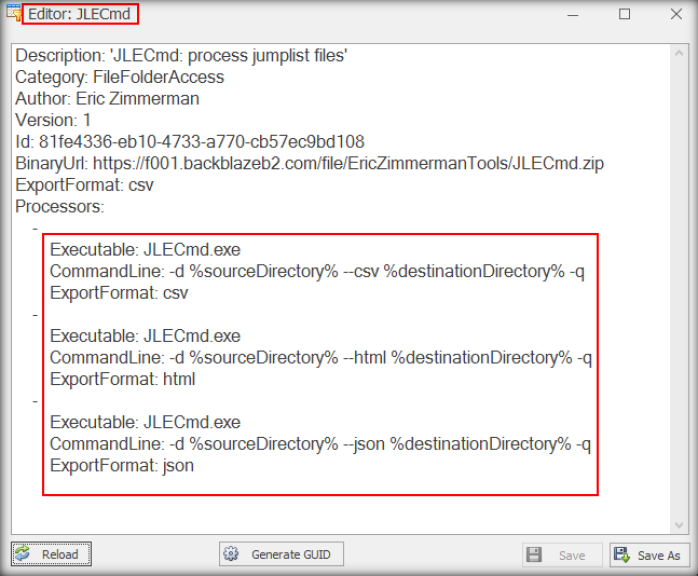 Editor: JLECmd
Description: 'JLECmd: process jumplist files'
Category: FileFolderAccess
Author: Eric Zimmerman
Version: 1
Id: 81fe4336-eb10-4733-a770-cb57ec9bd108
BinaryUrl: https://f001.backblazeb2.com/file/EricZimmermanTools/JLECmd.zip
ExportFormat: csv
Processors:
-
Executable: JLECmd.exe
CommandLine: -d %sourceDirectory% --csv %destinationDirectory% -q
ExportFormat: csv
-
Executable: JLECmd.exe
CommandLine: -d %sourceDirectory% --html %destinationDirectory% -q
ExportFormat: html
-
Executable: JLECmd.exe
CommandLine: -d %sourceDirectory% --json %destinationDirectory% -q
ExportFormat: json
Reload Generate GUID Save Save As